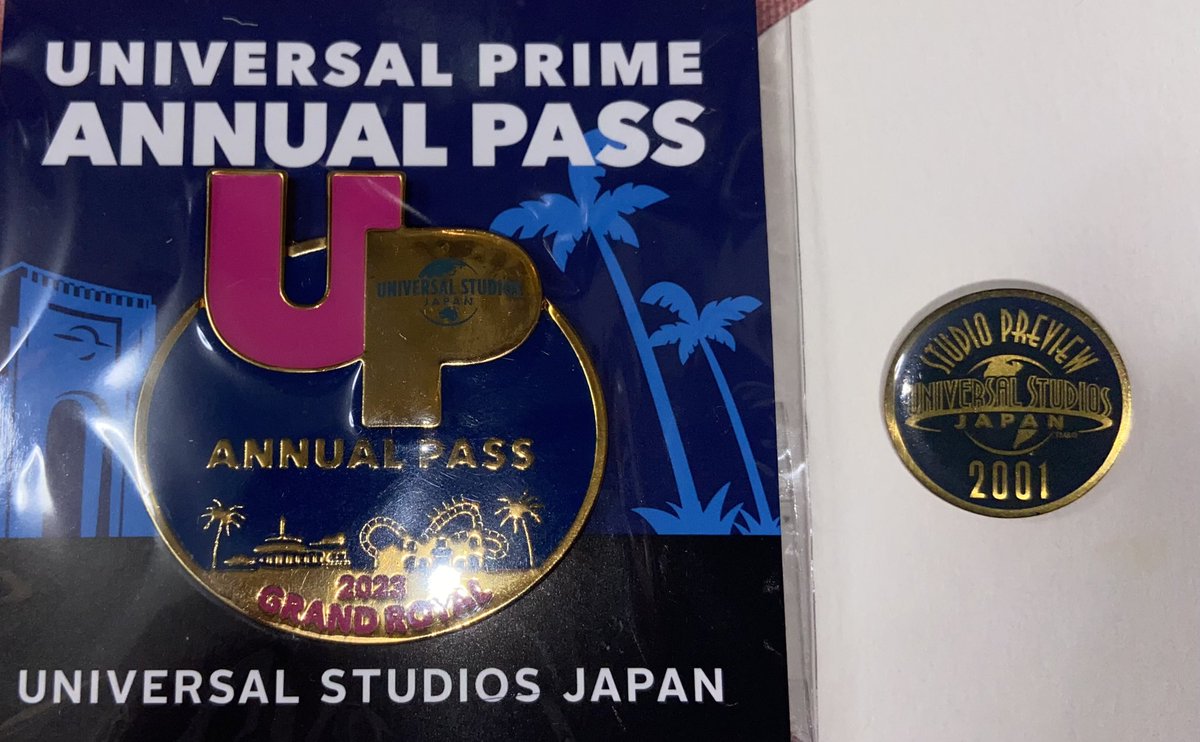 UNIVERSAL PRIME
ANNUAL PASS
UP
UNIVERSAL STUDIOS
JAPAN
ANNUAL PASS
2023
GRAND ROYAL
UNIVERSAL STUDIOS JAPAN
STUDIO PREVIEW
UNIVERSAL STUDIOS
JAPAN
2001